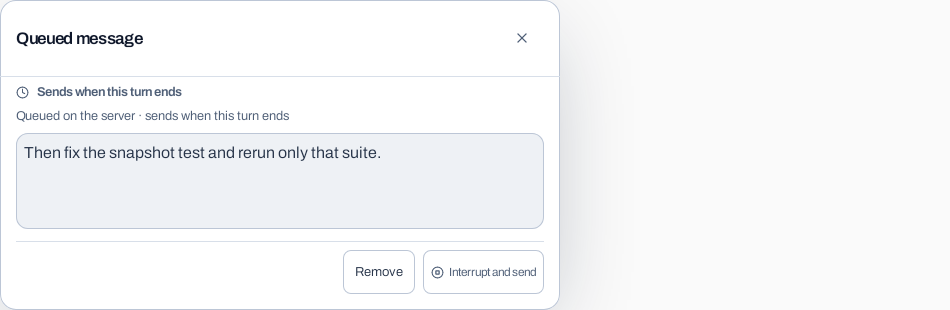 Queued message
Sends when this turn ends
Queued on the server · sends when this turn ends
Then fix the snapshot test and rerun only that suite.
Remove
Interrupt and send